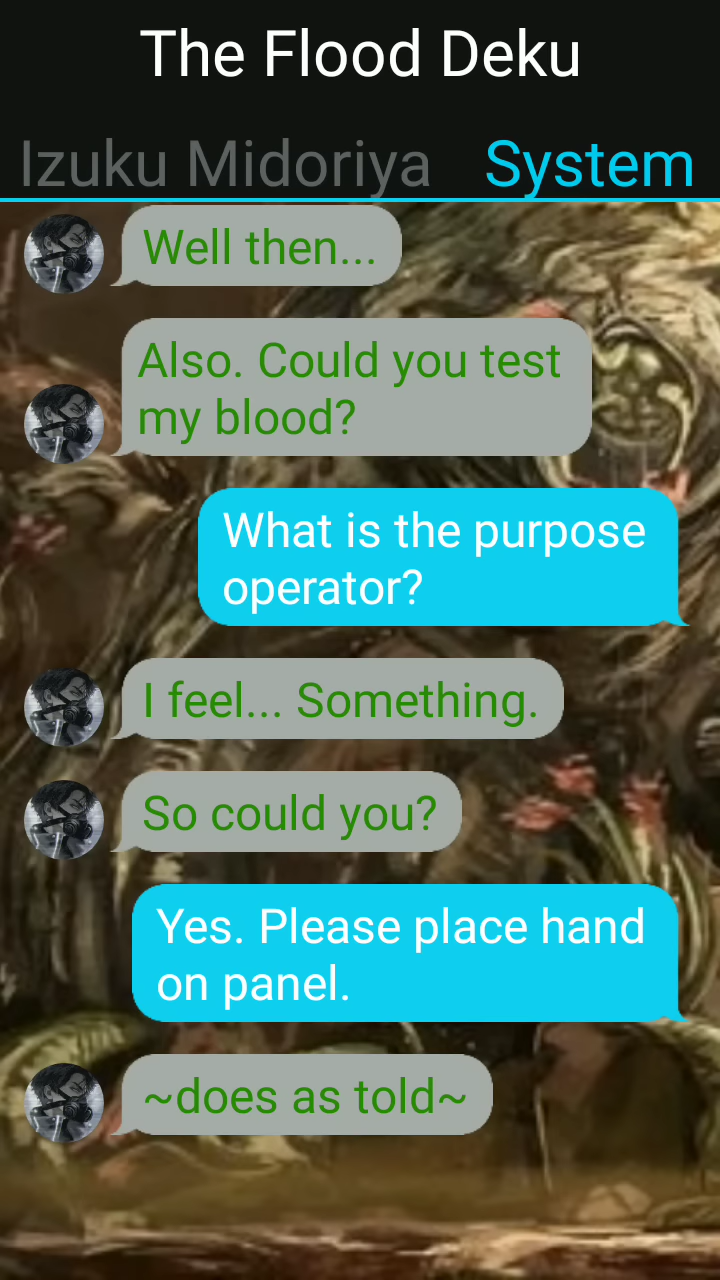 The Flood Deku
Izuku Midoriya System
Well then...
Also. Could you test
my blood?
What is the purpose
operator?
I feel... Something.
So could you?
Yes. Please place hand
on panel.
~does as told~